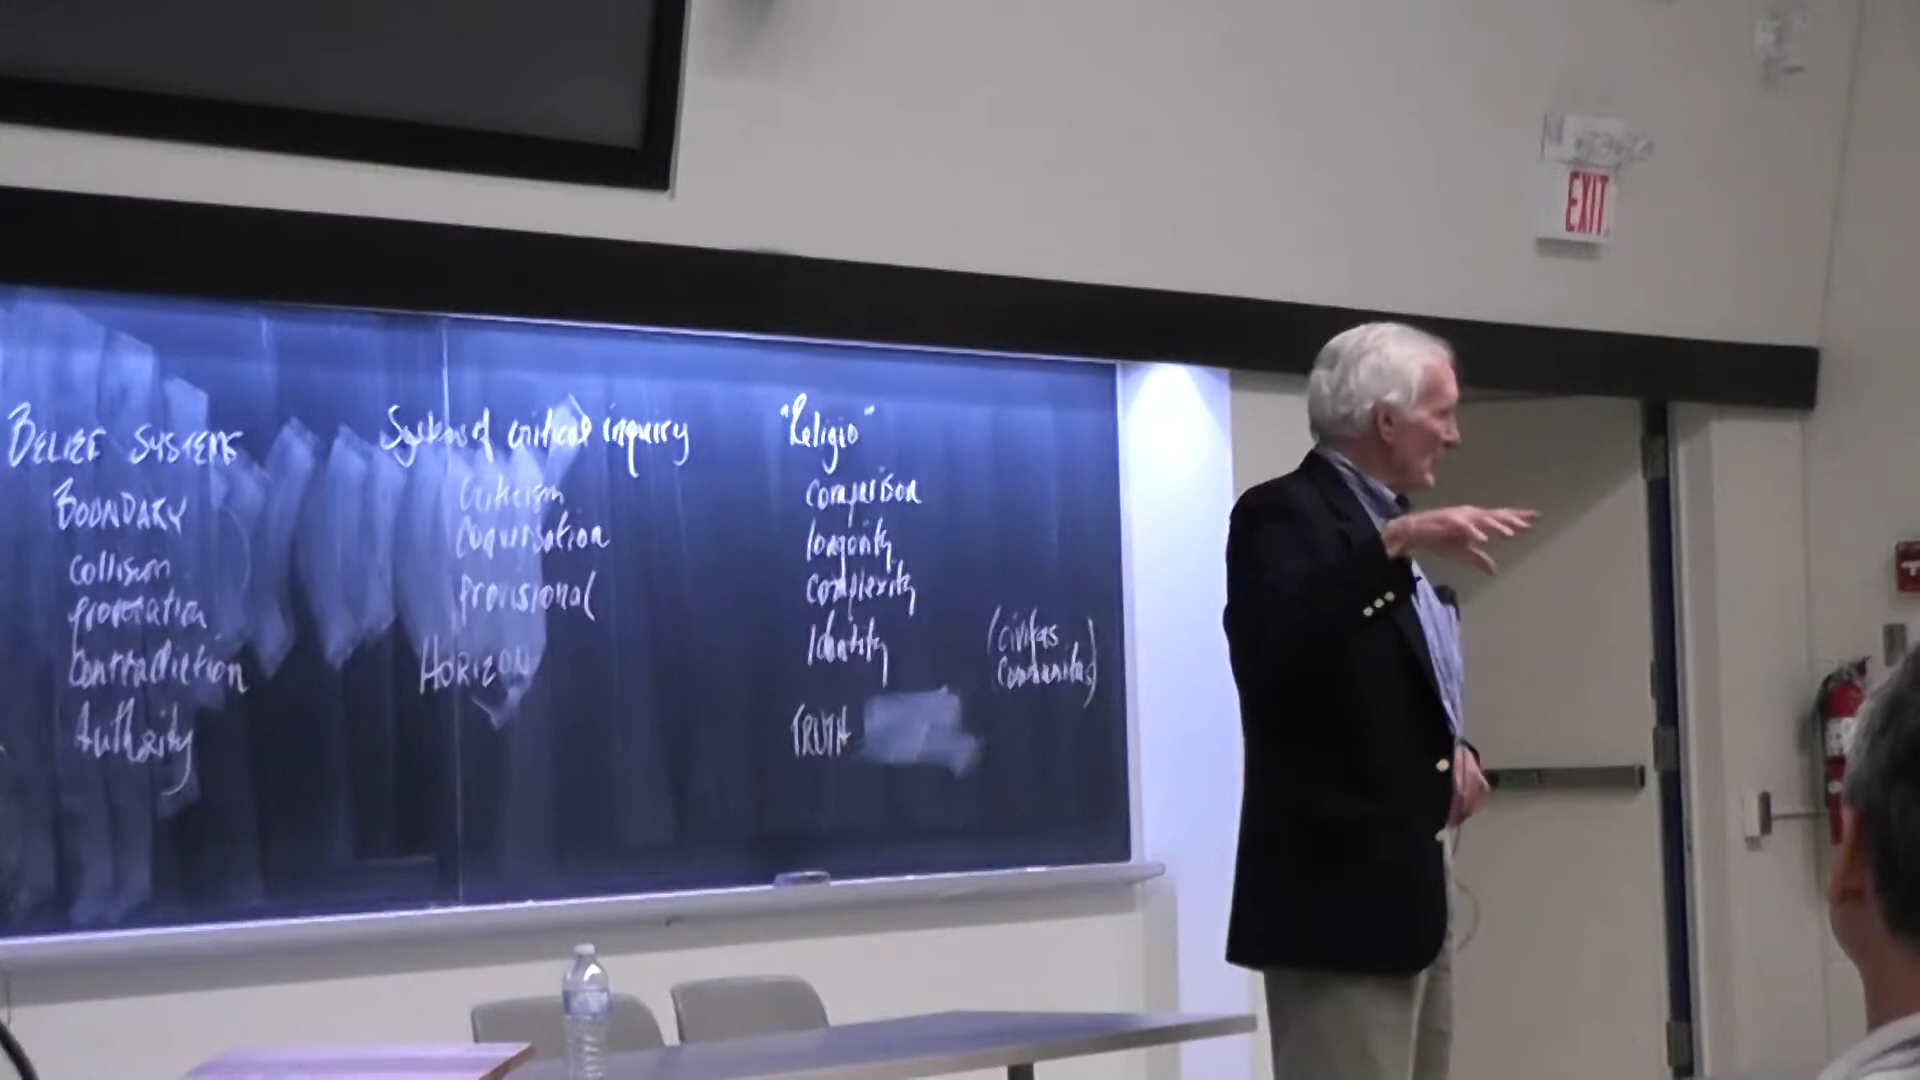 EXIT
BELIEF SYSTEMS
BOUNDARY
collision
provocation
contradiction
Authority
Systems of critical inquiry
criticism
conversation
provisional
HORIZON
"Religio"
comparison
longevity
complexity
Identity
(civitas
communitas)
TRUTH